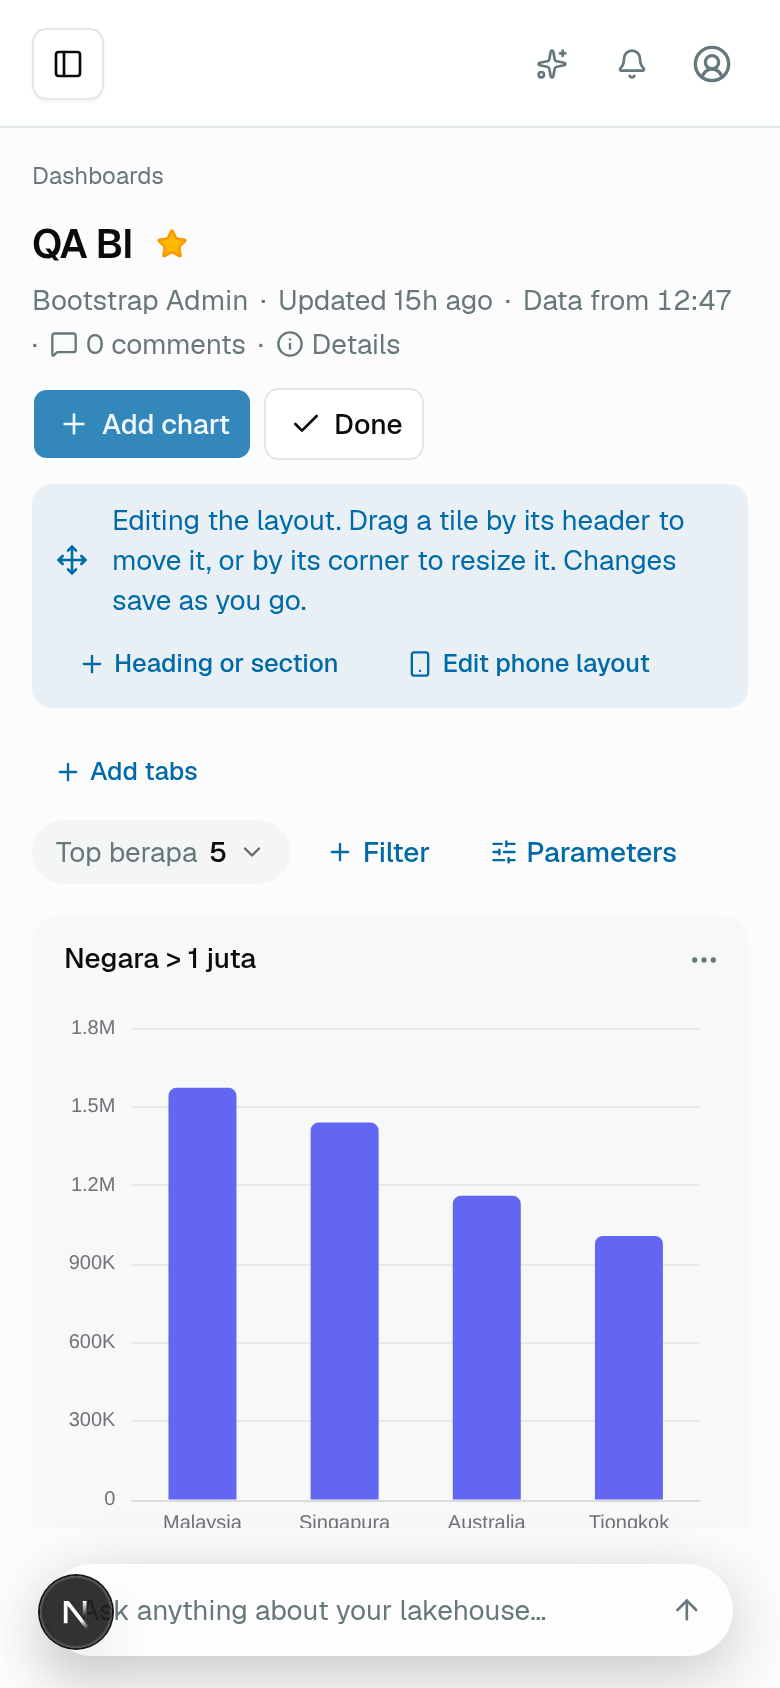 Dashboards
QA BI
Bootstrap Admin · Updated 15h ago · Data from 12:47
· 0 comments · Details
+ Add chart
Done
Editing the layout. Drag a tile by its header to
move it, or by its corner to resize it. Changes
save as you go.
+ Heading or section
Edit phone layout
+ Add tabs
Top berapa 5
+ Filter
Parameters
Negara > 1 juta
1.8M
1.5M
1.2M
900K
600K
300K
0
Malaysia Singapura Australia Tiongkok
N
Ask anything about your lakehouse...